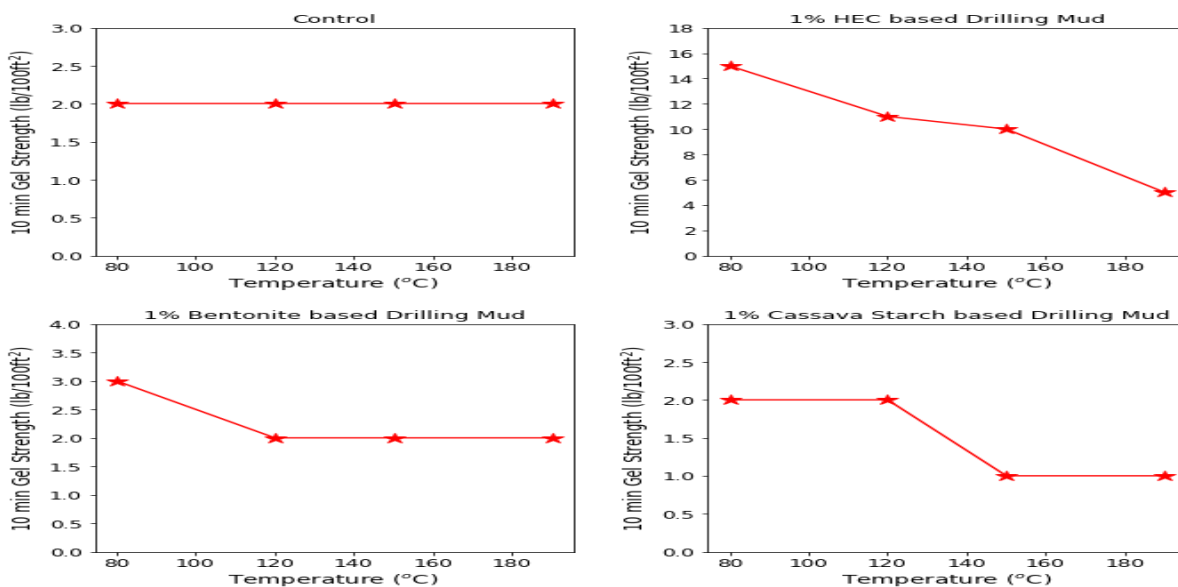 Control
3.0
2.5
2.0
1.5
1.0
0.5
0.0
10 min Gel Strength (lb/100ft²)
80 100 120 140 160 180
Temperature (°C)
1% HEC based Drilling Mud
18
16
14
12
10
8
6
4
2
0
10 min Gel Strength (lb/100ft²)
80 100 120 140 160 180
Temperature (°C)
1% Bentonite based Drilling Mud
4.0
3.5
3.0
2.5
2.0
1.5
1.0
0.5
0.0
10 min Gel Strength (lb/100ft²)
80 100 120 140 160 180
Temperature (°C)
1% Cassava Starch based Drilling Mud
3.0
2.5
2.0
1.5
1.0
0.5
0.0
10 min Gel Strength (lb/100ft²)
80 100 120 140 160 180
Temperature (°C)